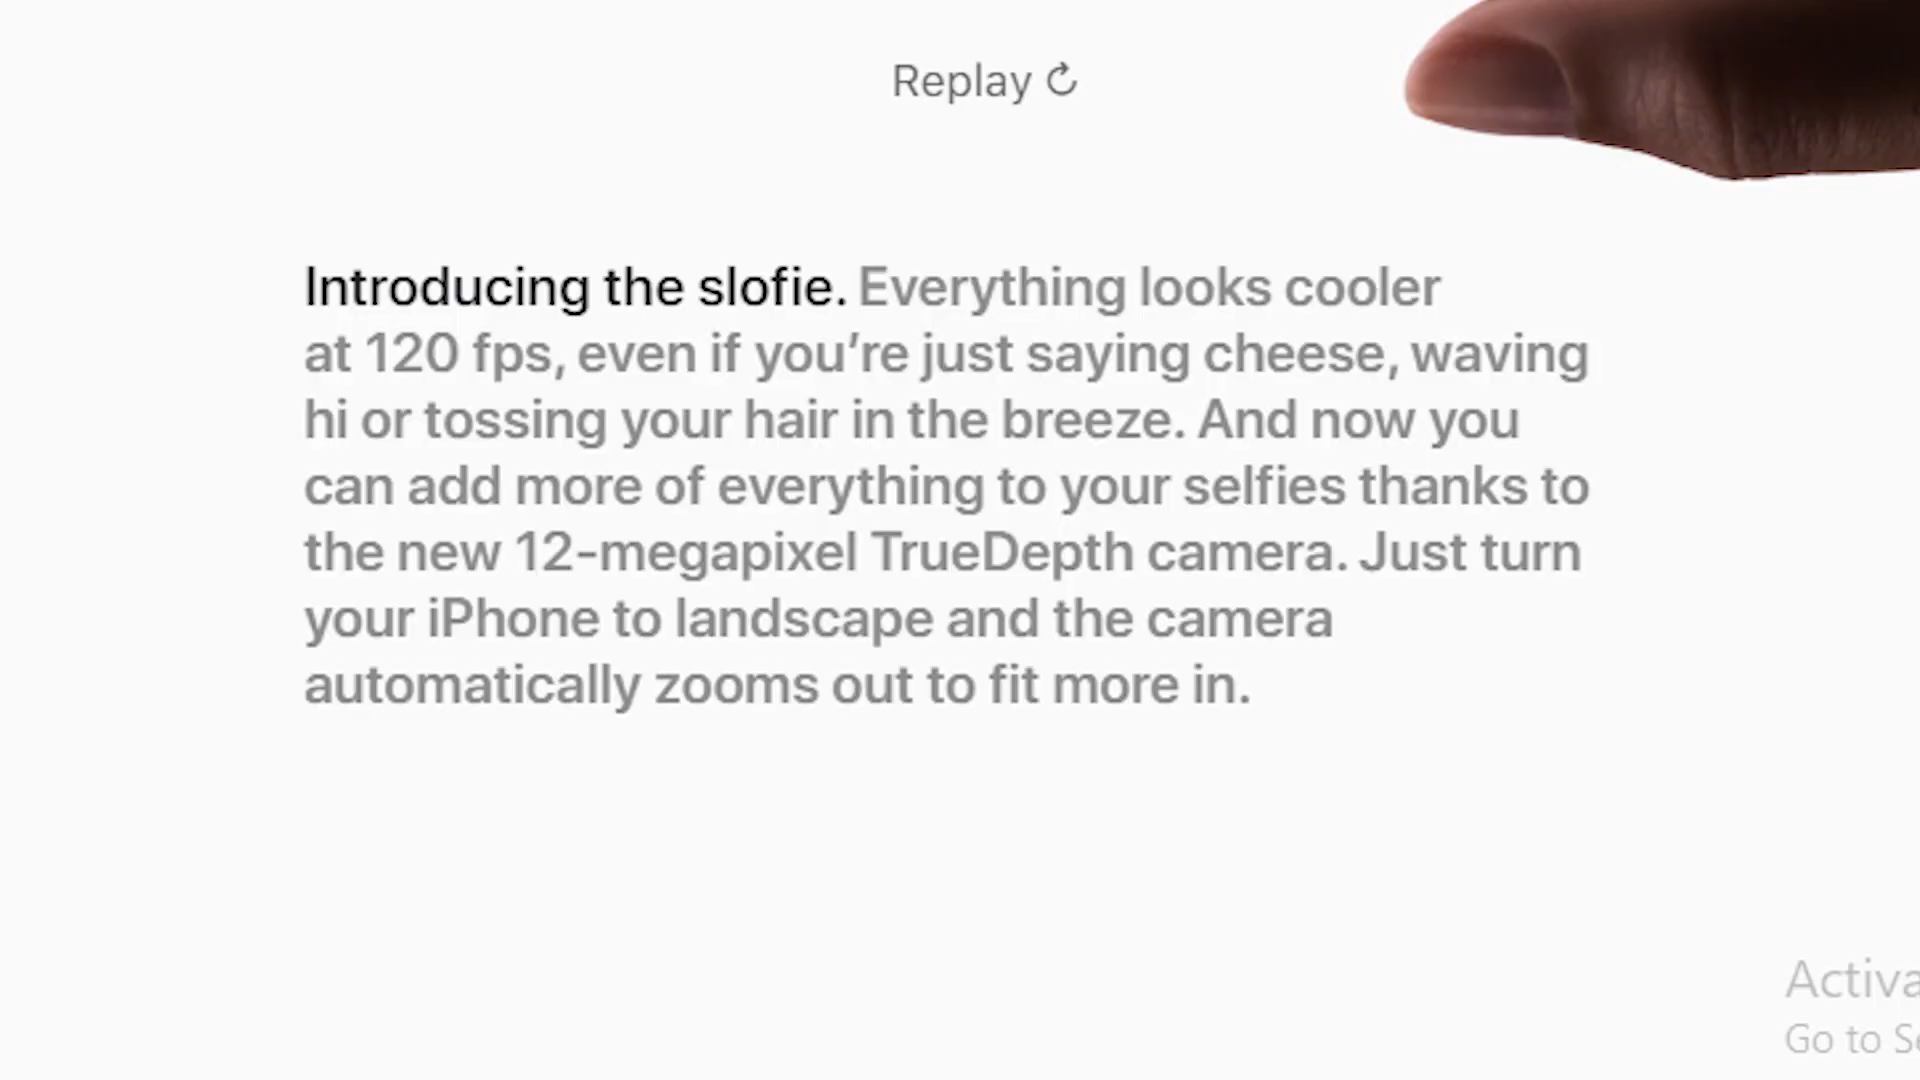 Replay
Introducing the slofie. Everything looks cooler
at 120 fps, even if you’re just saying cheese, waving
hi or tossing your hair in the breeze. And now you
can add more of everything to your selfies thanks to
the new 12-megapixel TrueDepth camera. Just turn
your iPhone to landscape and the camera
automatically zooms out to fit more in.
Go to